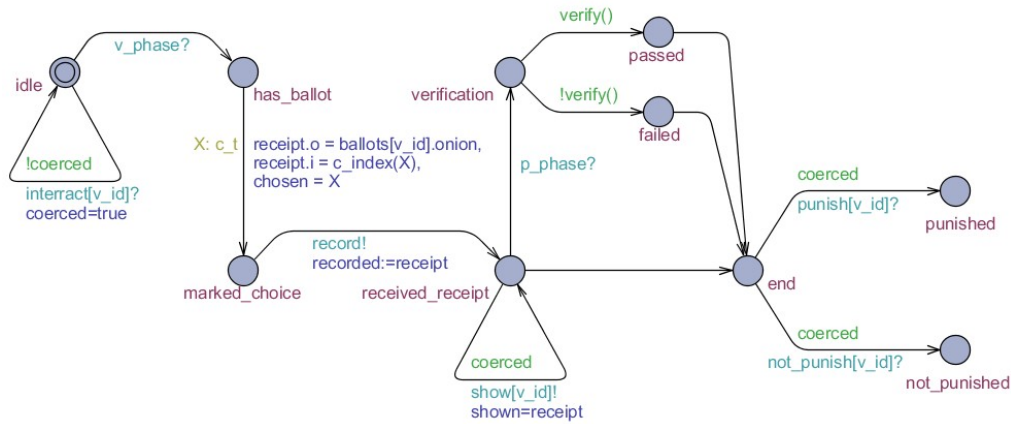 verify()
v_phase?
passed
idle
has_ballot
verification
!verify()
failed
X: c_t
receipt.o = ballots[v_id].onion,
receipt.i = c_index(X),
chosen = X
!coerced
interract[v_id]?
coerced=true
p_phase?
coerced
punish[v_id]?
punished
record!
recorded:=receipt
marked_choice
received_receipt
end
coerced
not_punish[v_id]?
not_punished
coerced
show[v_id]!
shown=receipt